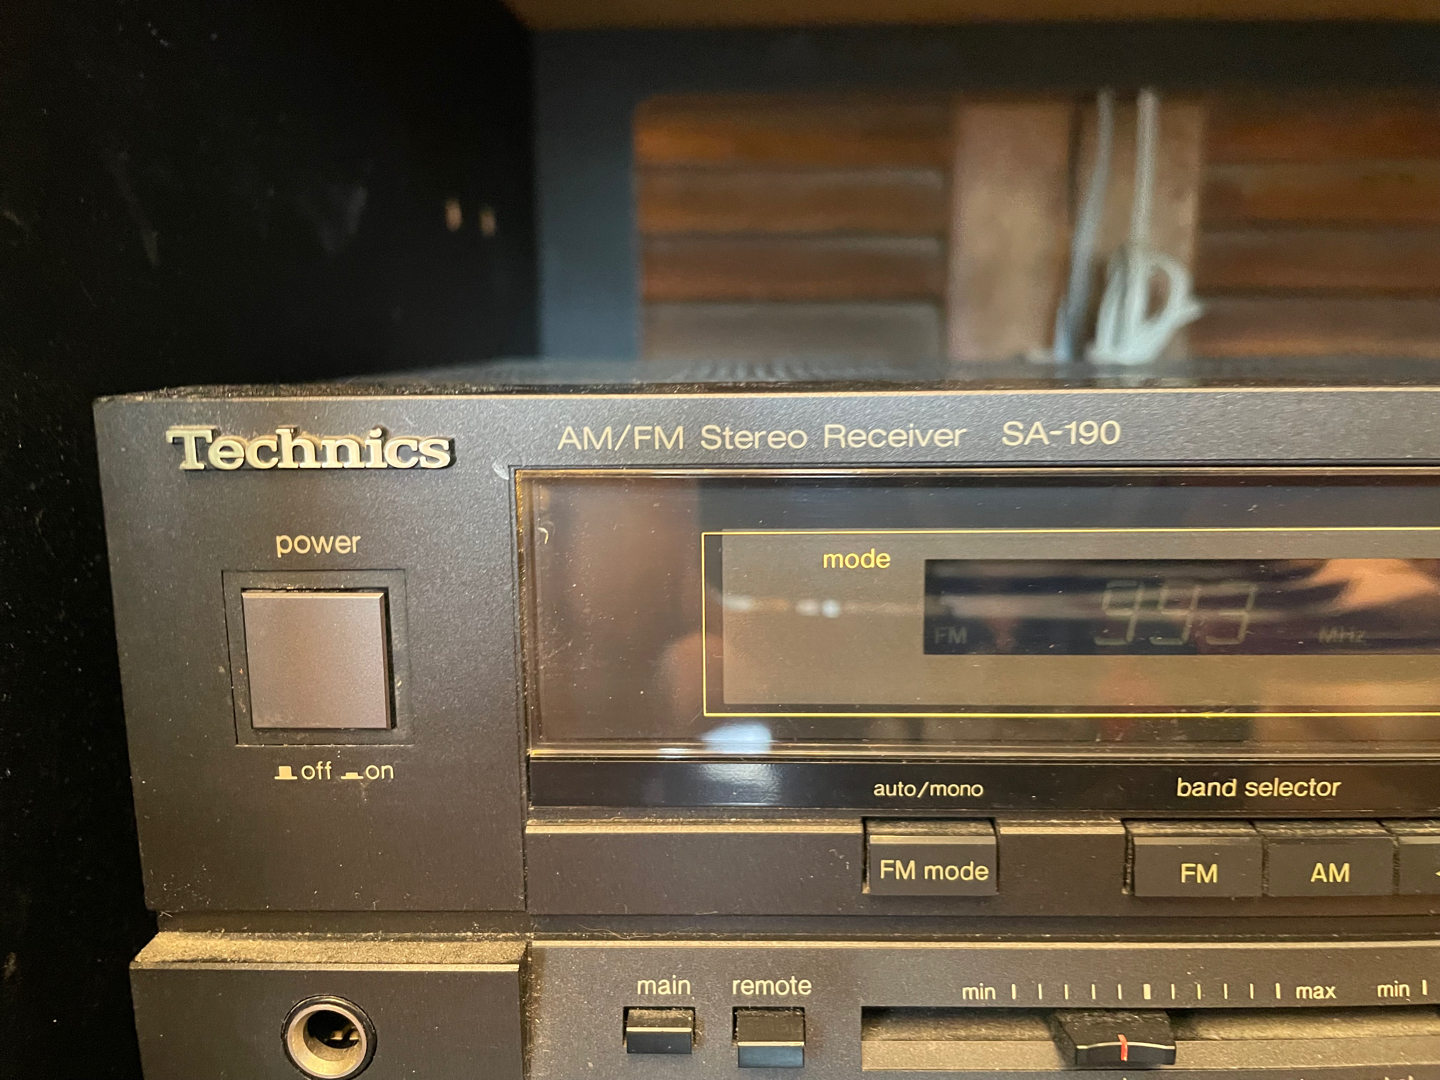 Technics
AM/FM Stereo Receiver SA-190
power
mode
FM 993 MHz
off on
auto/mono band selector
FM mode FM AM
main remote min max min